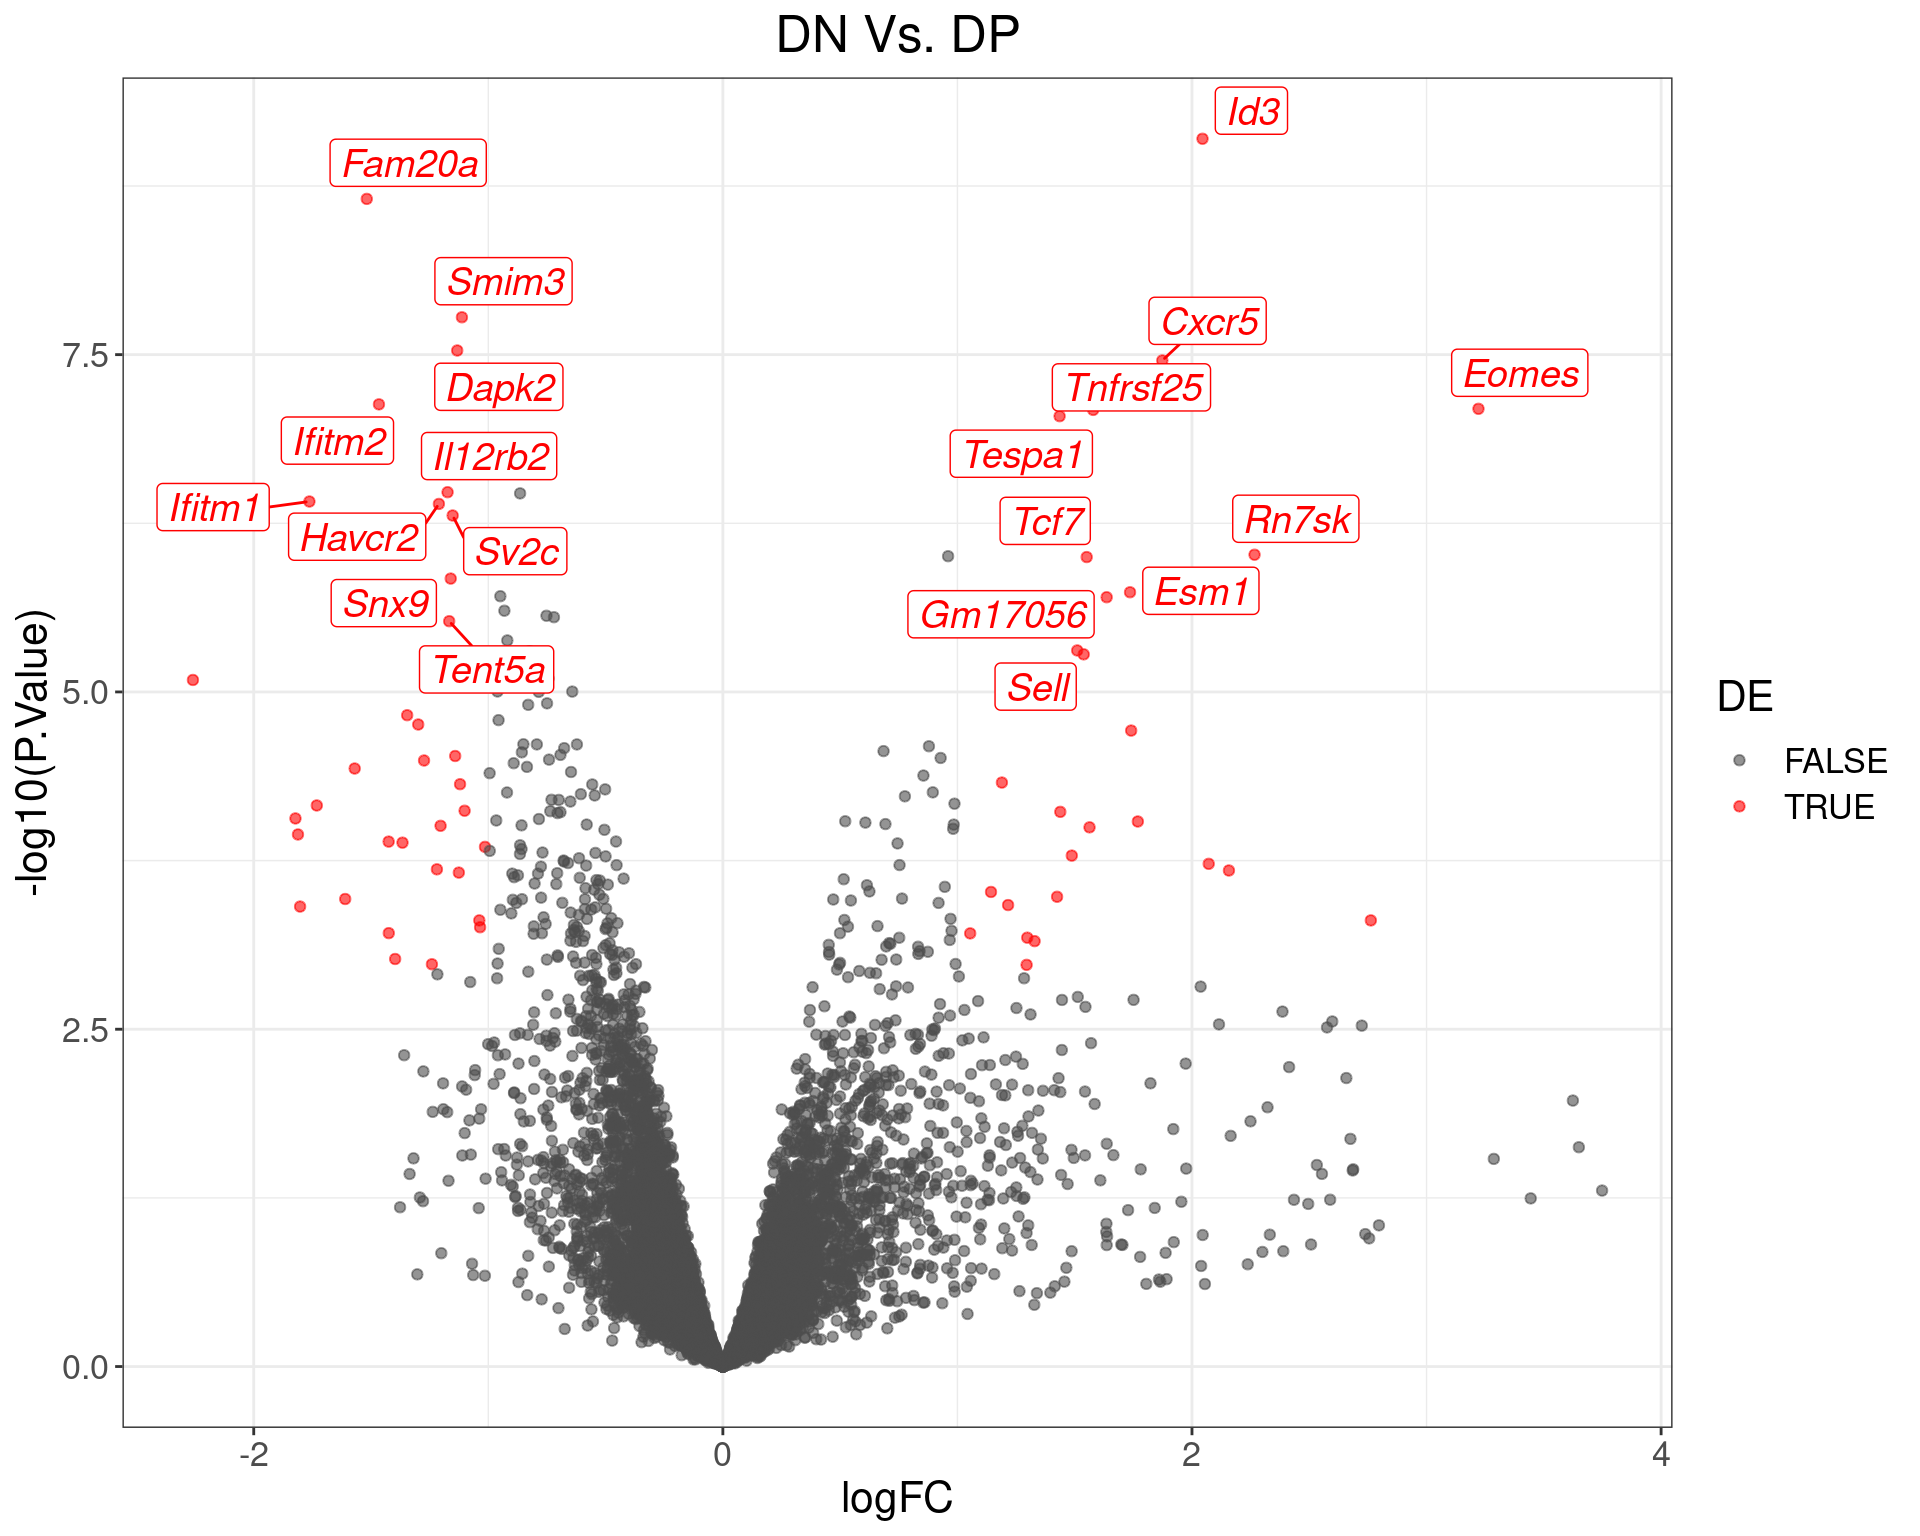 DN Vs. DP
Id3
Fam20a
Smim3
Cxcr5
Eomes
Dapk2
Tnfrsf25
Ifitm2
Il12rb2
Tespa1
Ifitm1
Havcr2
Sv2c
Tcf7
Rn7sk
Snx9
Gm17056
Esm1
Tent5a
Sell
7.5
5.0
2.5
0.0
-log10(P.Value)
-2
0
2
4
logFC
DE
FALSE
TRUE